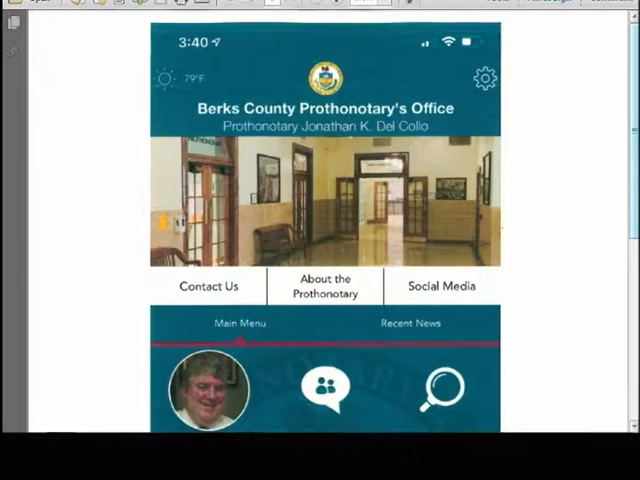 3:40
79°F
Berks County Prothonotary's Office
Prothonotary Jonathan K. Del Collo
Contact Us
About the
Prothonotary
Social Media
Main Menu
Recent News